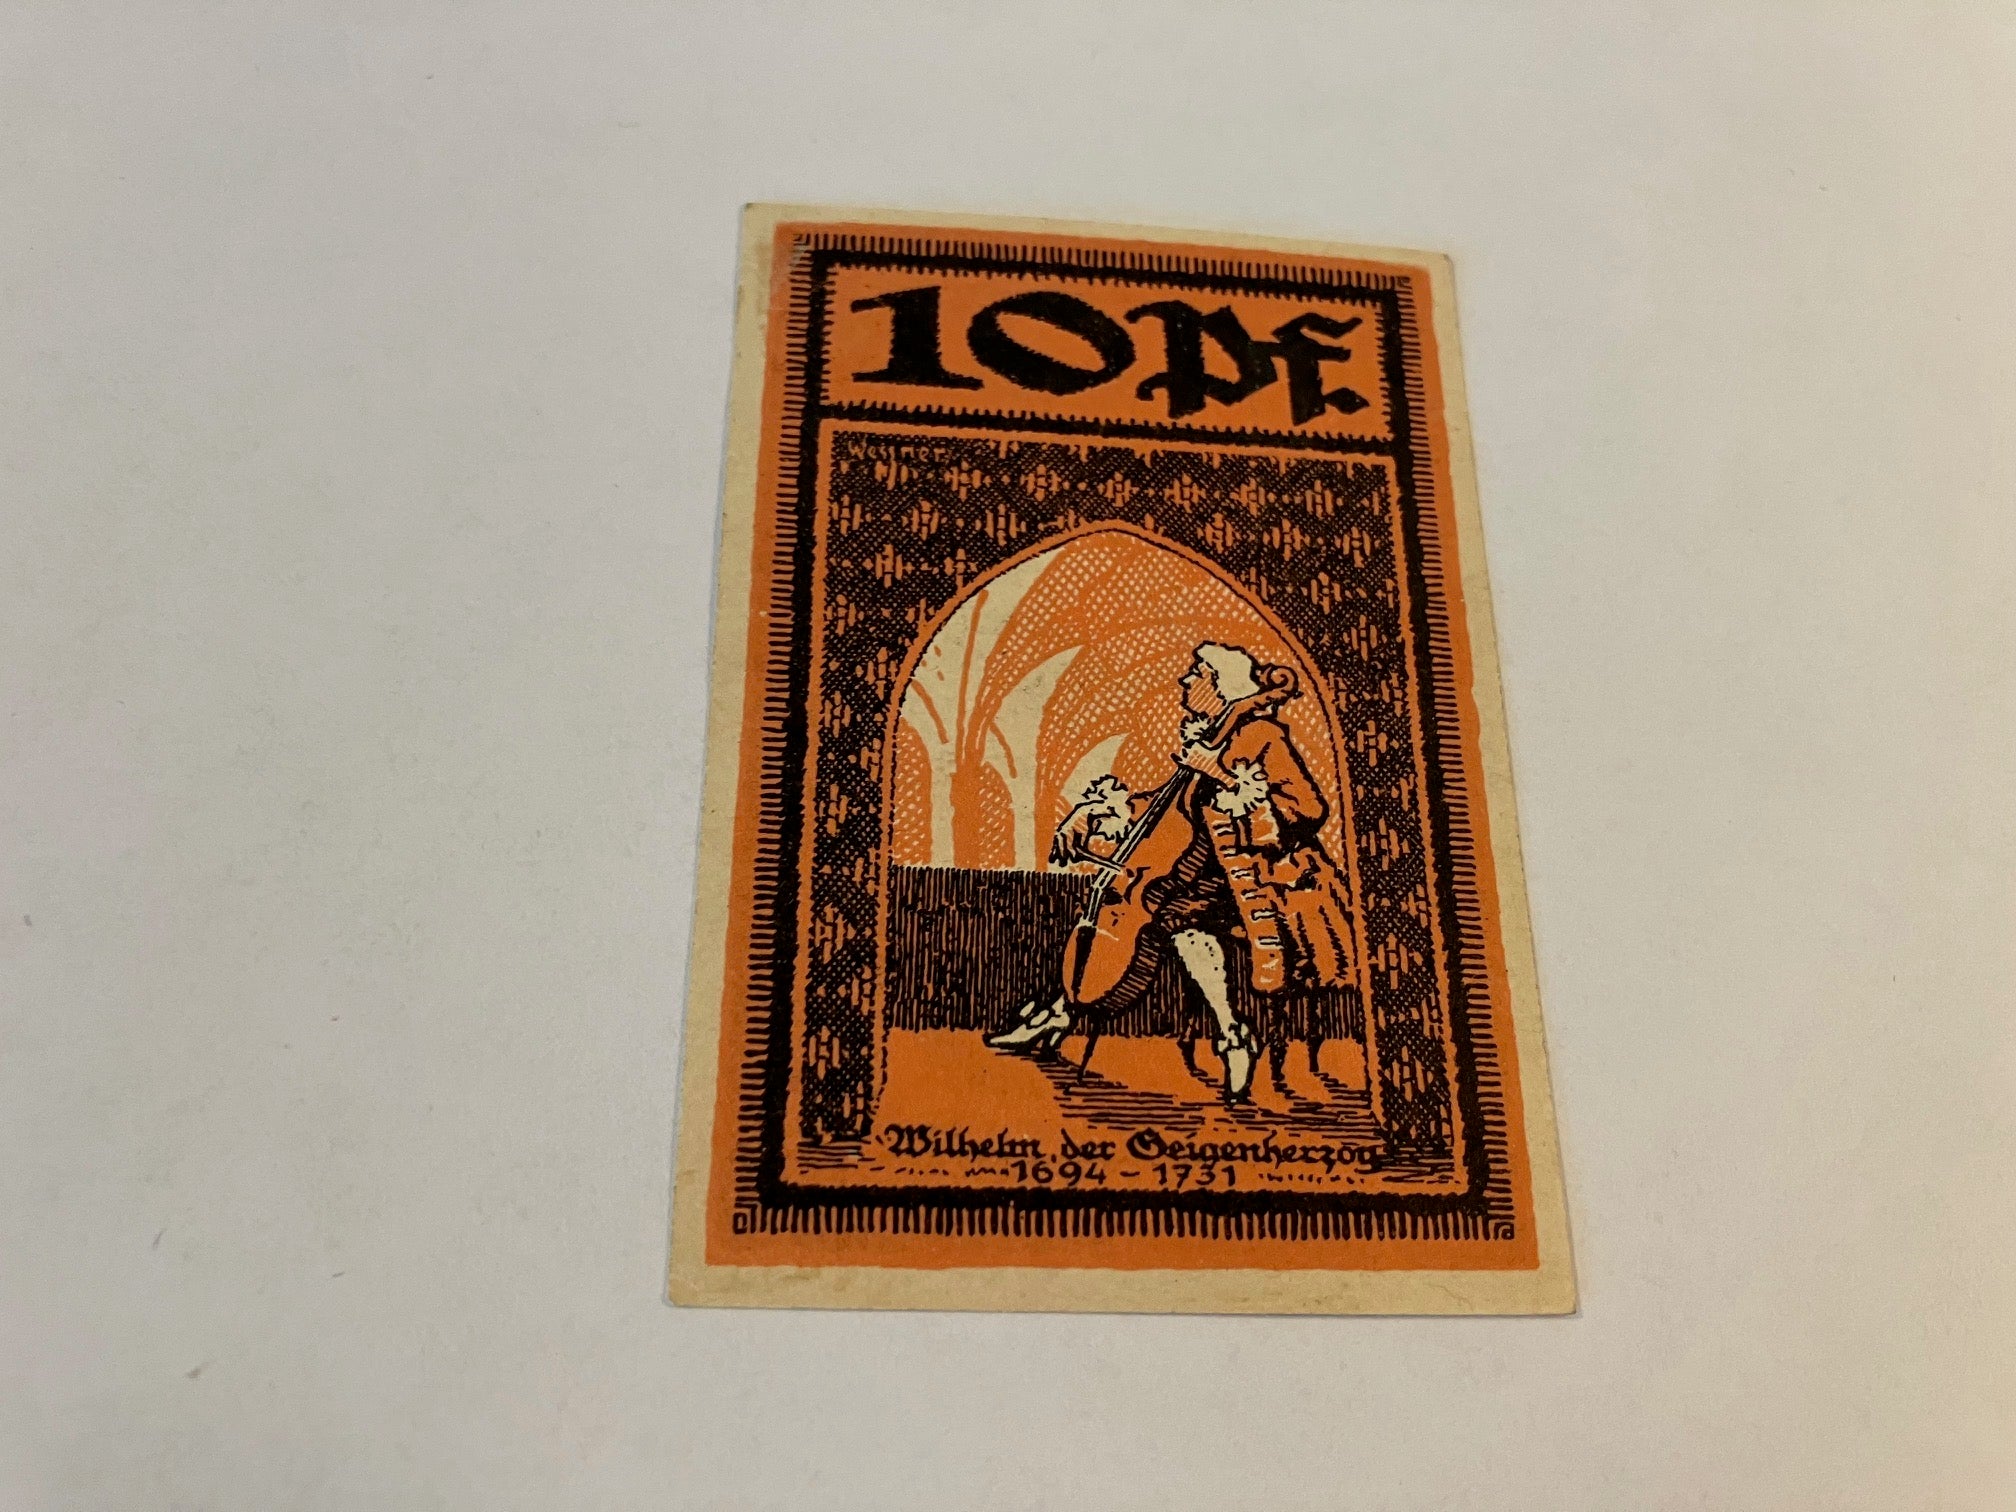 10 Pf.
Wilhelm, der Geigenherzog
1694 - 1731